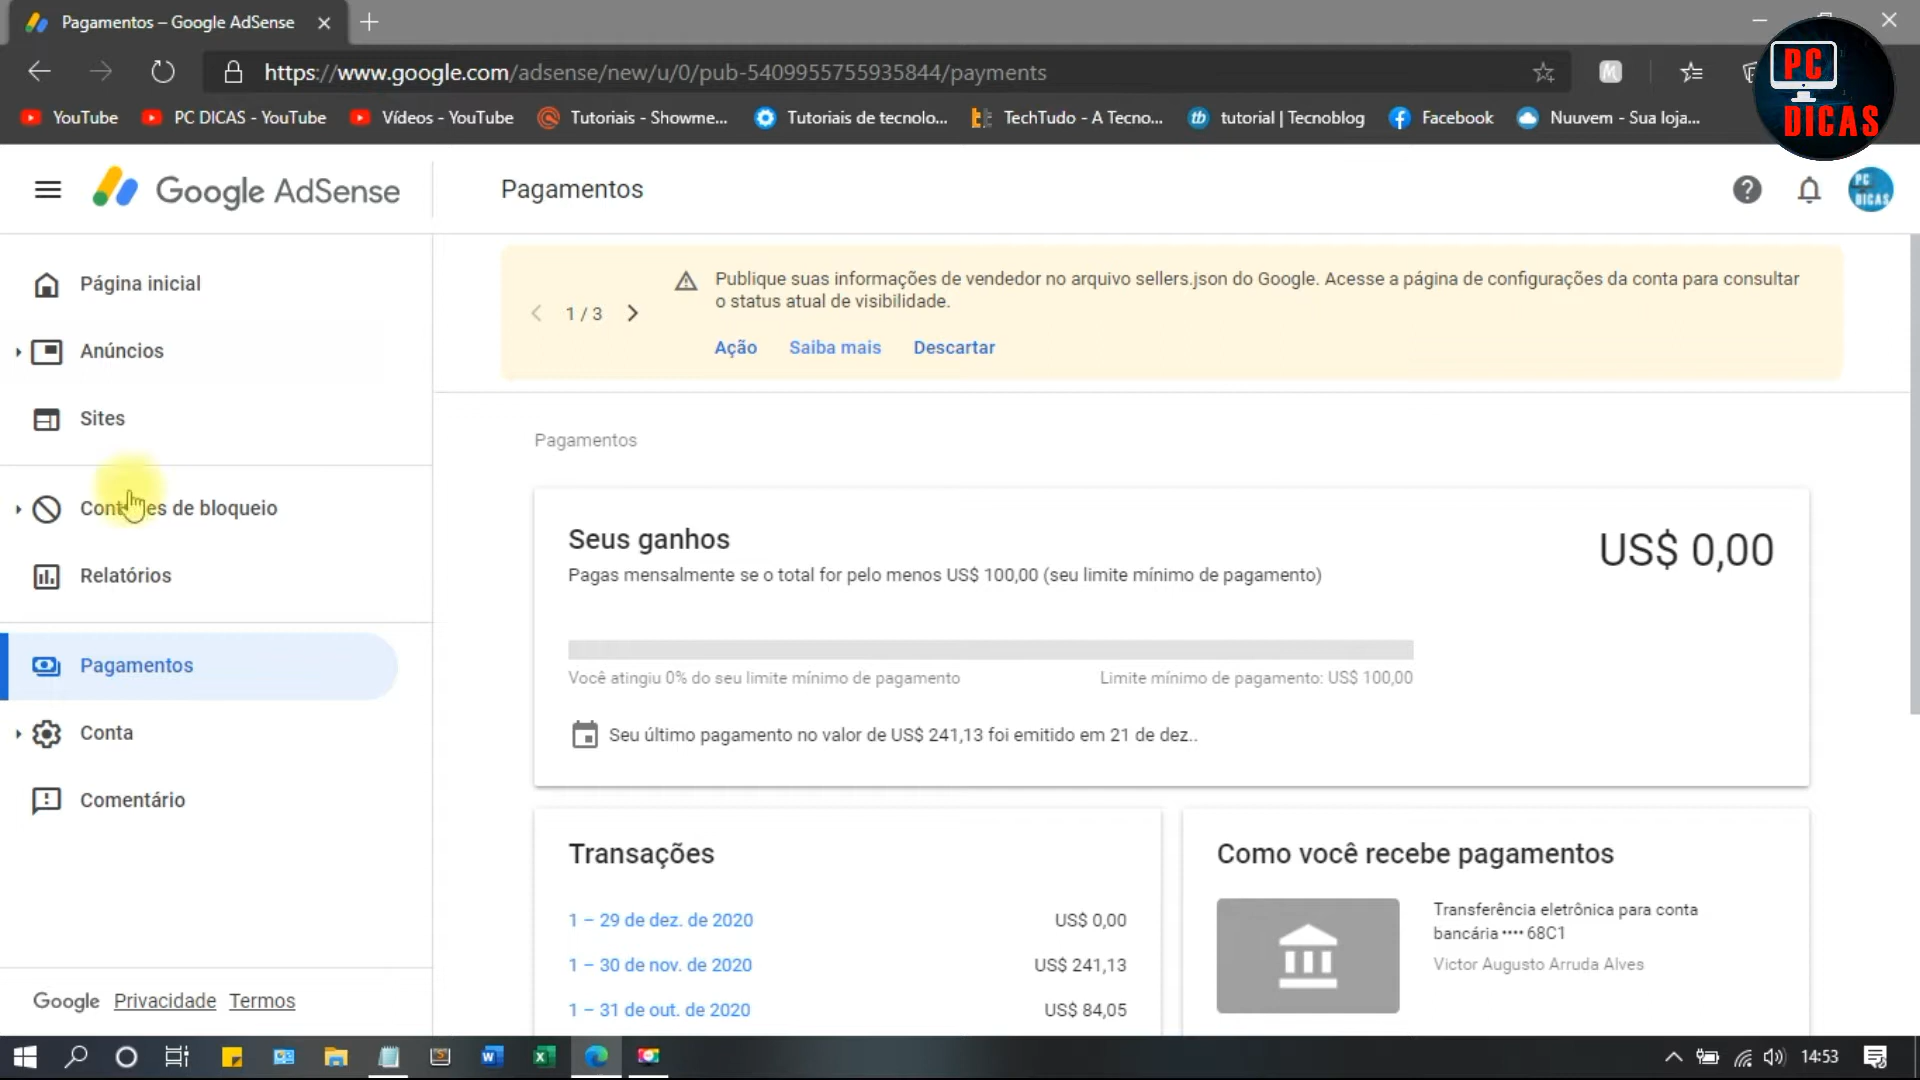 Pagamentos – Google AdSense
https://www.google.com/adsense/new/u/0/pub-5409955755935844/payments
PC
DICAS
YouTube
PC DICAS - YouTube
Vídeos - YouTube
Tutoriais - Showme...
Tutoriais de tecnolo...
TechTudo - A Tecno...
tutorial | Tecnoblog
Facebook
Nuuvem - Sua loja...
Google AdSense
Pagamentos
PC
DICAS
Página inicial
Anúncios
Sites
de bloqueio
Relatórios
Pagamentos
Conta
Comentário
Google Privacidade Termos
1 / 3
Publique suas informações de vendedor no arquivo sellers.json do Google. Acesse a página de configurações da conta para consultar
o status atual de visibilidade.
Ação Saiba mais Descartar
Pagamentos
Seus ganhos
US$ 0,00
Pagas mensalmente se o total for pelo menos US$ 100,00 (seu limite mínimo de pagamento)
Você atingiu 0% do seu limite mínimo de pagamento
Limite mínimo de pagamento: US$ 100,00
Seu último pagamento no valor de US$ 241,13 foi emitido em 21 de dez..
Transações
1 – 29 de dez. de 2020 US$ 0,00
1 – 30 de nov. de 2020 US$ 241,13
1 – 31 de out. de 2020 US$ 84,05
Como você recebe pagamentos
Transferência eletrônica para conta
bancária •••• 68C1
Victor Augusto Arruda Alves
14:53